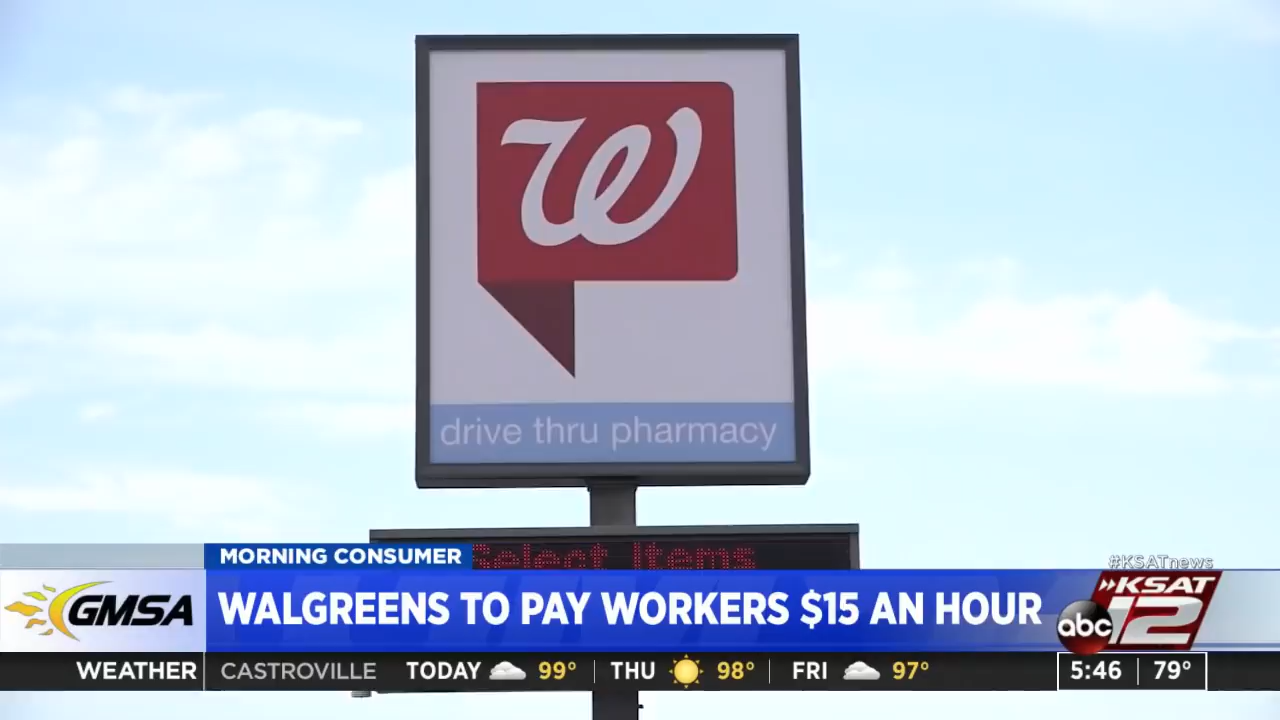 W
drive thru pharmacy
Select Items
MORNING CONSUMER
#KSATnews
GMSA
WALGREENS TO PAY WORKERS $15 AN HOUR
KSAT
abc 12
WEATHER CASTROVILLE TODAY 99° THU 98° FRI 97° 5:46 79°